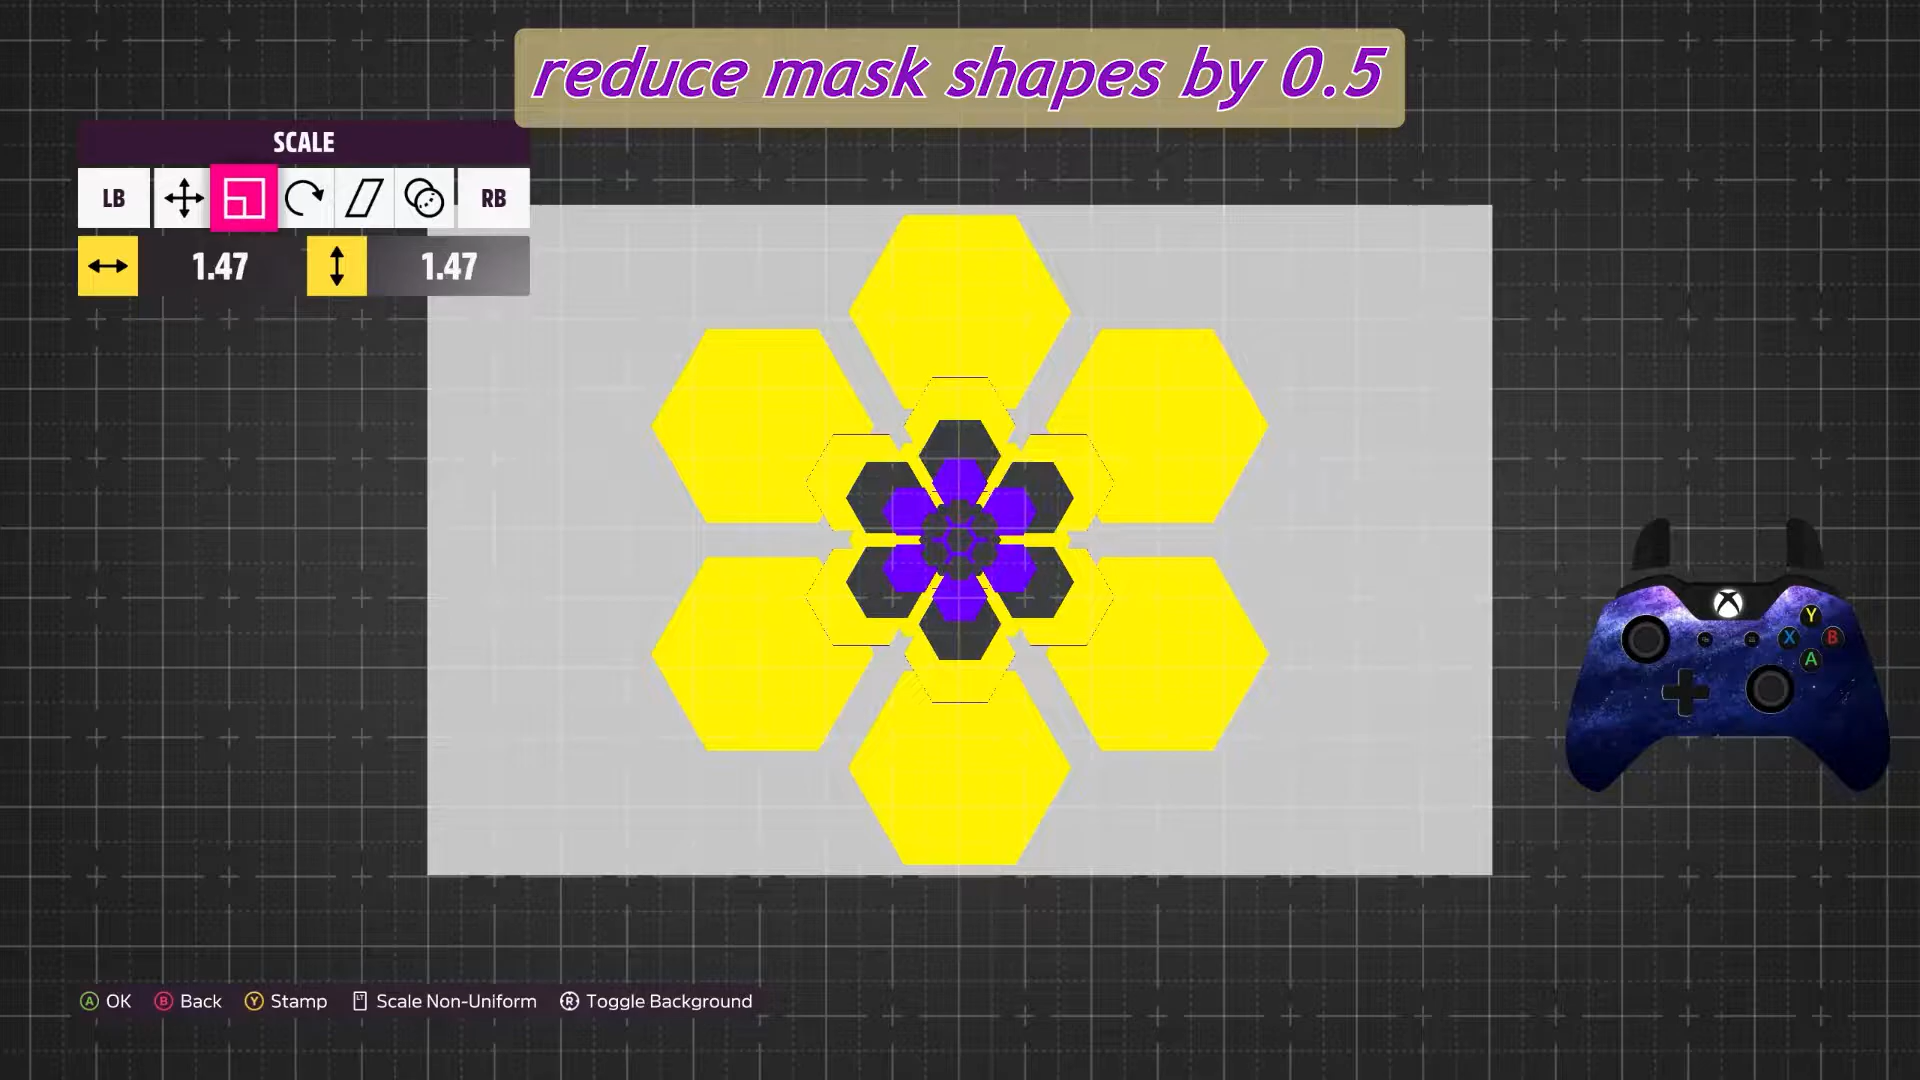 reduce mask shapes by 0.5
SCALE
LB RB
1.47 1.47
Y
X B
A
A OK B Back Y Stamp LT Scale Non-Uniform R Toggle Background